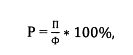 P = П/Ф * 100%,